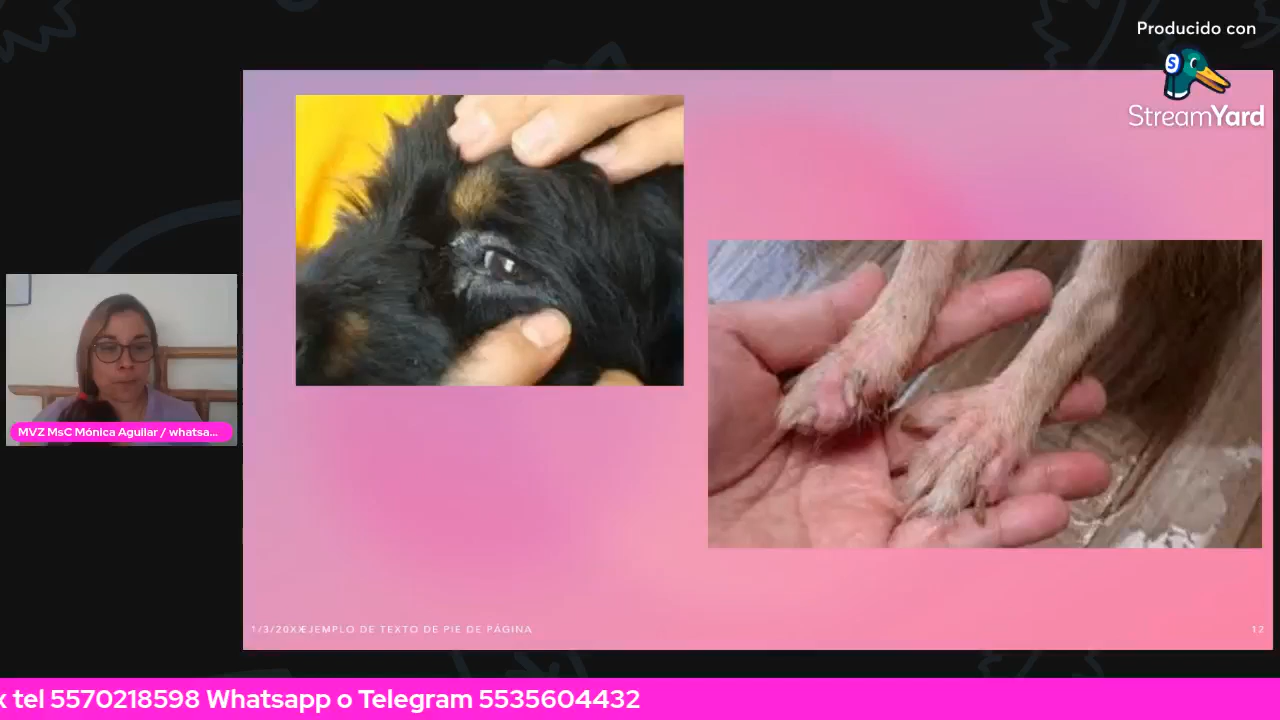 Producido con
S
StreamYard
MVZ MsC Mónica Aguilar / whatsa...
1/3/20XX
EJEMPLO DE TEXTO DE PIE DE PÁGINA
12
x tel 5570218598 Whatsapp o Telegram 5535604432